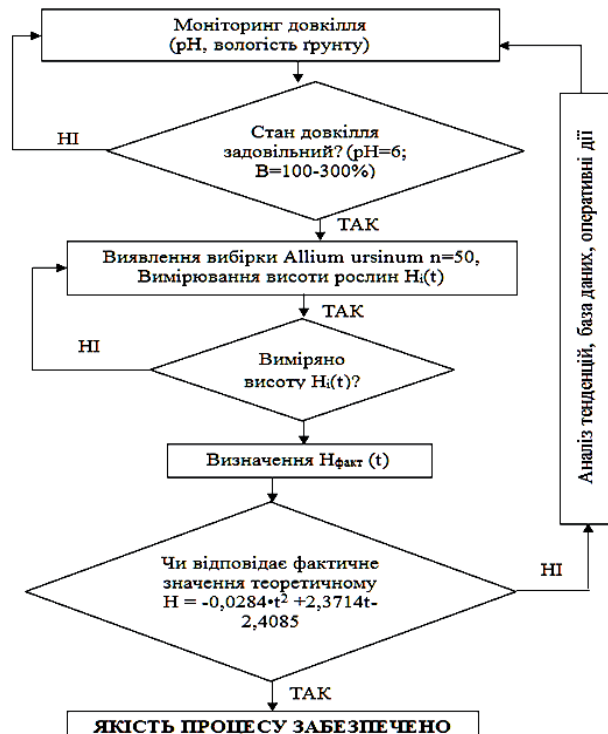 Моніторинг довкілля
(pH, вологість ґрунту)
НІ
Стан довкілля
задовільний? (pH=6;
В=100-300%)
ТАК
Виявлення вибірки Allium ursinum n=50,
Вимірювання висоти рослин Hᵢ(t)
ТАК
НІ
Виміряно
висоту Hᵢ(t)?
Визначення Hфакт (t)
Чи відповідає фактичне
значення теоретичному
H = -0,0284•t² +2,3714t-
2,4085
НІ
ТАК
ЯКІСТЬ ПРОЦЕСУ ЗАБЕЗПЕЧЕНО
Аналіз тенденцій, база даних, оперативні дії